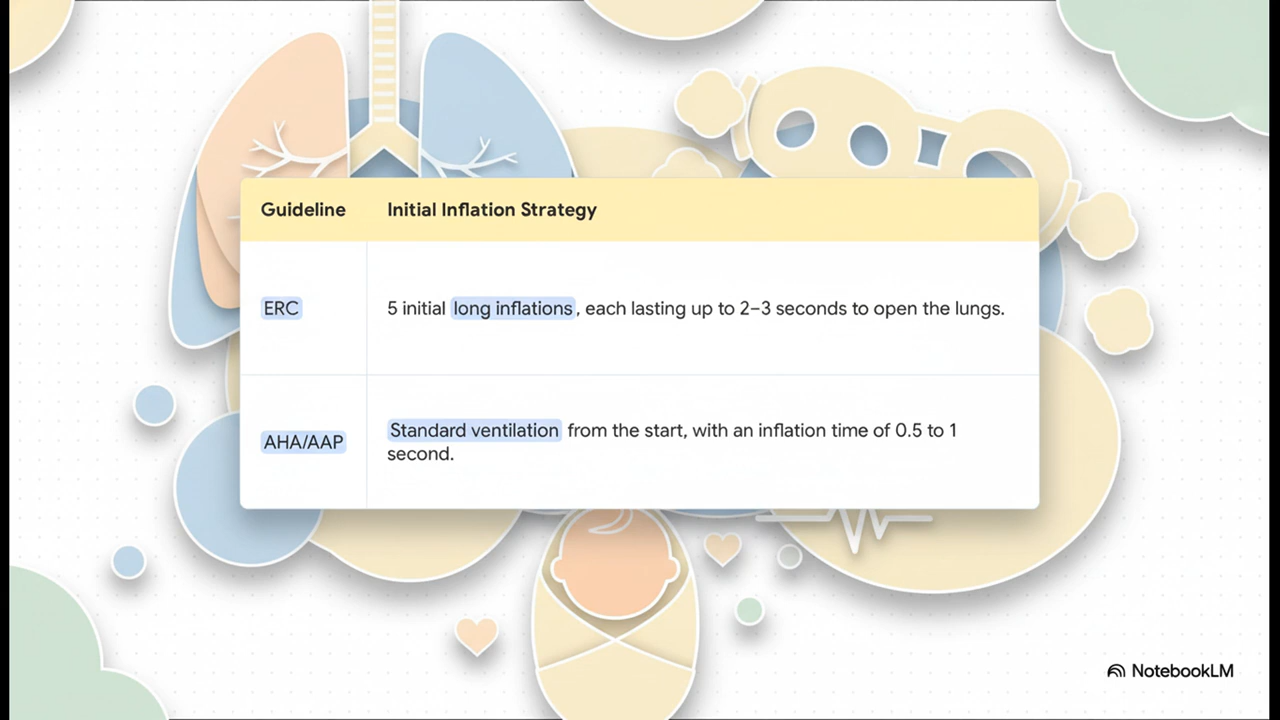 Guideline Initial Inflation Strategy
ERC 5 initial long inflations, each lasting up to 2–3 seconds to open the lungs.
AHA/AAP Standard ventilation from the start, with an inflation time of 0.5 to 1
second.
NotebookLM